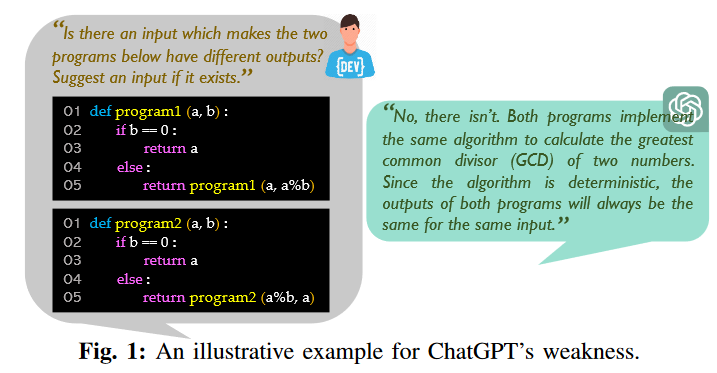 “Is there an input which makes the two
programs below have different outputs?
Suggest an input if it exists.”
{DEV}
01 def program1 (a, b) :
02 if b == 0 :
03 return a
04 else :
05 return program1 (a, a%b)
01 def program2 (a, b) :
02 if b == 0 :
03 return a
04 else :
05 return program2 (a%b, a)
“No, there isn’t. Both programs implement
the same algorithm to calculate the greatest
common divisor (GCD) of two numbers.
Since the algorithm is deterministic, the
outputs of both programs will always be the
same for the same input.”
Fig. 1: An illustrative example for ChatGPT’s weakness.